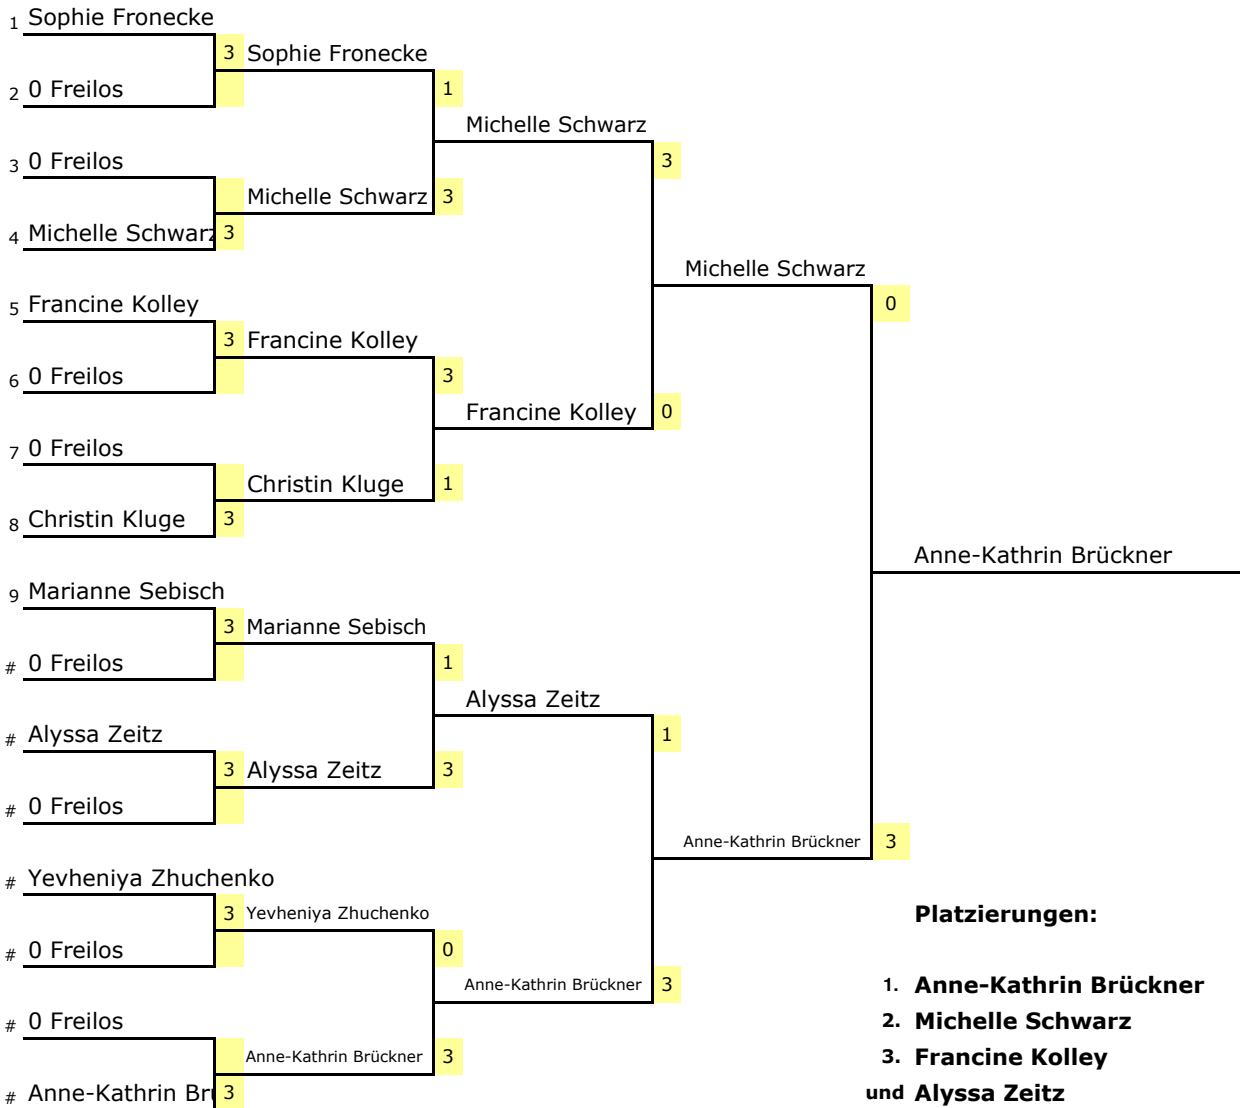 1 Sophie Fronecke
3 Sophie Fronecke
2 0 Freilos
1
Michelle Schwarz
3 0 Freilos
3
Michelle Schwarz 3
4 Michelle Schwarz 3
Michelle Schwarz
5 Francine Kolley
0
3 Francine Kolley
6 0 Freilos
3
Francine Kolley 0
7 0 Freilos
Christin Kluge 1
8 Christin Kluge 3
Anne-Kathrin Brückner
9 Marianne Sebisch
3 Marianne Sebisch
# 0 Freilos
1
Alyssa Zeitz
# Alyssa Zeitz
1
3 Alyssa Zeitz 3
# 0 Freilos
Anne-Kathrin Brückner 3
# Yevheniya Zhuchenko
3 Yevheniya Zhuchenko
Platzierungen:
# 0 Freilos
0
Anne-Kathrin Brückner 3
1. Anne-Kathrin Brückner
# 0 Freilos
2. Michelle Schwarz
Anne-Kathrin Brückner 3
3. Francine Kolley
# Anne-Kathrin Br 3
und Alyssa Zeitz